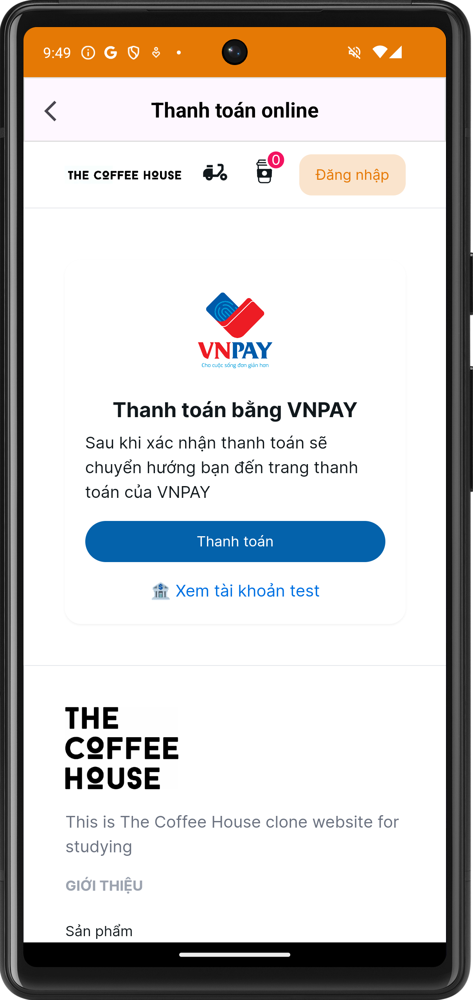 9:49
Thanh toán online
THE COFFEE HOUSE
0
Đăng nhập
VNPAY
Cho cuộc sống đơn giản hơn
Thanh toán bằng VNPAY
Sau khi xác nhận thanh toán sẽ
chuyển hướng bạn đến trang thanh
toán của VNPAY
Thanh toán
Xem tài khoản test
THE
COFFEE
HOUSE
This is The Coffee House clone website for
studying
GIỚI THIỆU
Sản phẩm